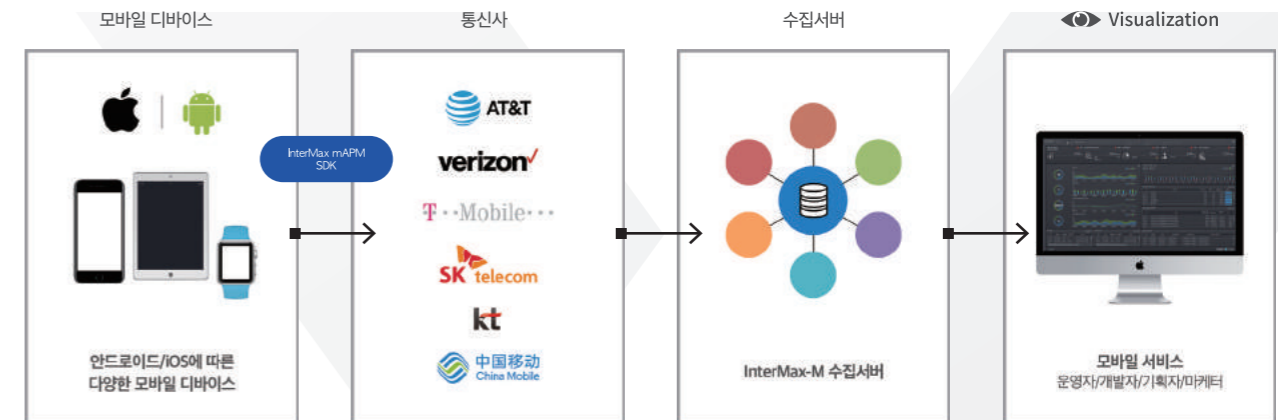 모바일 디바이스
통신사
수집서버
Visualization
InterMax mAPM
SDK
안드로이드/iOS에 따른
다양한 모바일 디바이스
AT&T
verizon
T··Mobile···
SK telecom
kt
中国移动
China Mobile
InterMax-M 수집서버
모바일 서비스
운영자/개발자/기획자/마케터